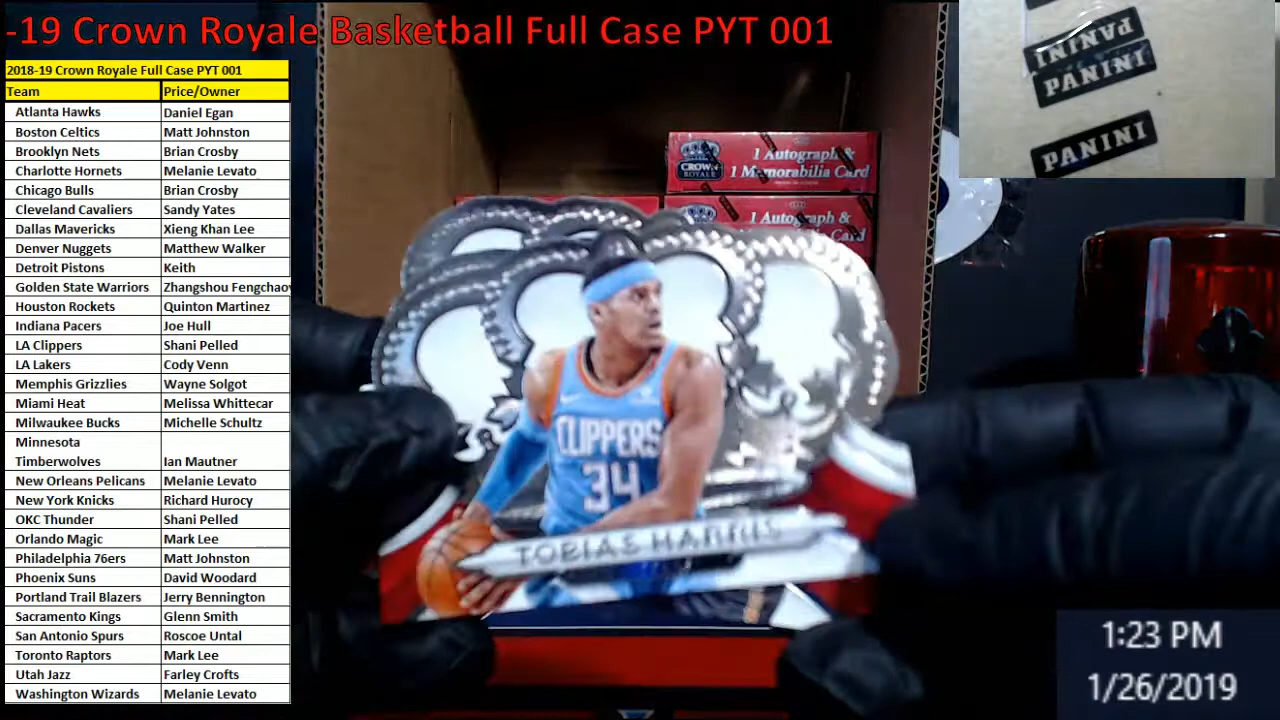 -19 Crown Royale Basketball Full Case PYT 001
2018-19 Crown Royale Full Case PYT 001
Team Price/Owner
Atlanta Hawks Daniel Egan
Boston Celtics Matt Johnston
Brooklyn Nets Brian Crosby
Charlotte Hornets Melanie Levato
Chicago Bulls Brian Crosby
Cleveland Cavaliers Sandy Yates
Dallas Mavericks Xieng Khan Lee
Denver Nuggets Matthew Walker
Detroit Pistons Keith
Golden State Warriors Zhangshou Fengchao
Houston Rockets Quinton Martinez
Indiana Pacers Joe Hull
LA Clippers Shani Pelled
LA Lakers Cody Venn
Memphis Grizzlies Wayne Solgot
Miami Heat Melissa Whittecar
Milwaukee Bucks Michelle Schultz
Minnesota
Timberwolves Ian Mautner
New Orleans Pelicans Melanie Levato
New York Knicks Richard Hurocy
OKC Thunder Shani Pelled
Orlando Magic Mark Lee
Philadelphia 76ers Matt Johnston
Phoenix Suns David Woodard
Portland Trail Blazers Jerry Bennington
Sacramento Kings Glenn Smith
San Antonio Spurs Roscoe Untal
Toronto Raptors Mark Lee
Utah Jazz Farley Crofts
Washington Wizards Melanie Levato
PANINI
PANINI
PANINI
CROWN
ROYALE
1 Autograph &
1 Memorabilia Card
1 Autograph &
Card
CLIPPERS
34
TOBIAS HARRIS
1:23 PM
1/26/2019